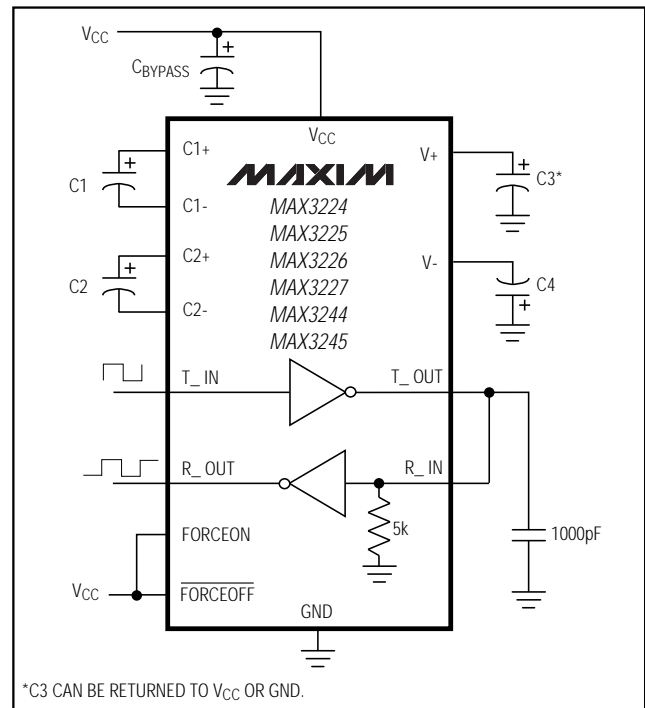 VCC
CBYPASS
VCC
C1+
C1
C1-
C2+
C2
C2-
MAXIM
MAX3224
MAX3225
MAX3226
MAX3227
MAX3244
MAX3245
V+
C3*
V-
C4
T_ IN
T_ OUT
R_ OUT
R_ IN
5k
1000pF
FORCEON
VCC
FORCEOFF
GND
*C3 CAN BE RETURNED TO VCC OR GND.